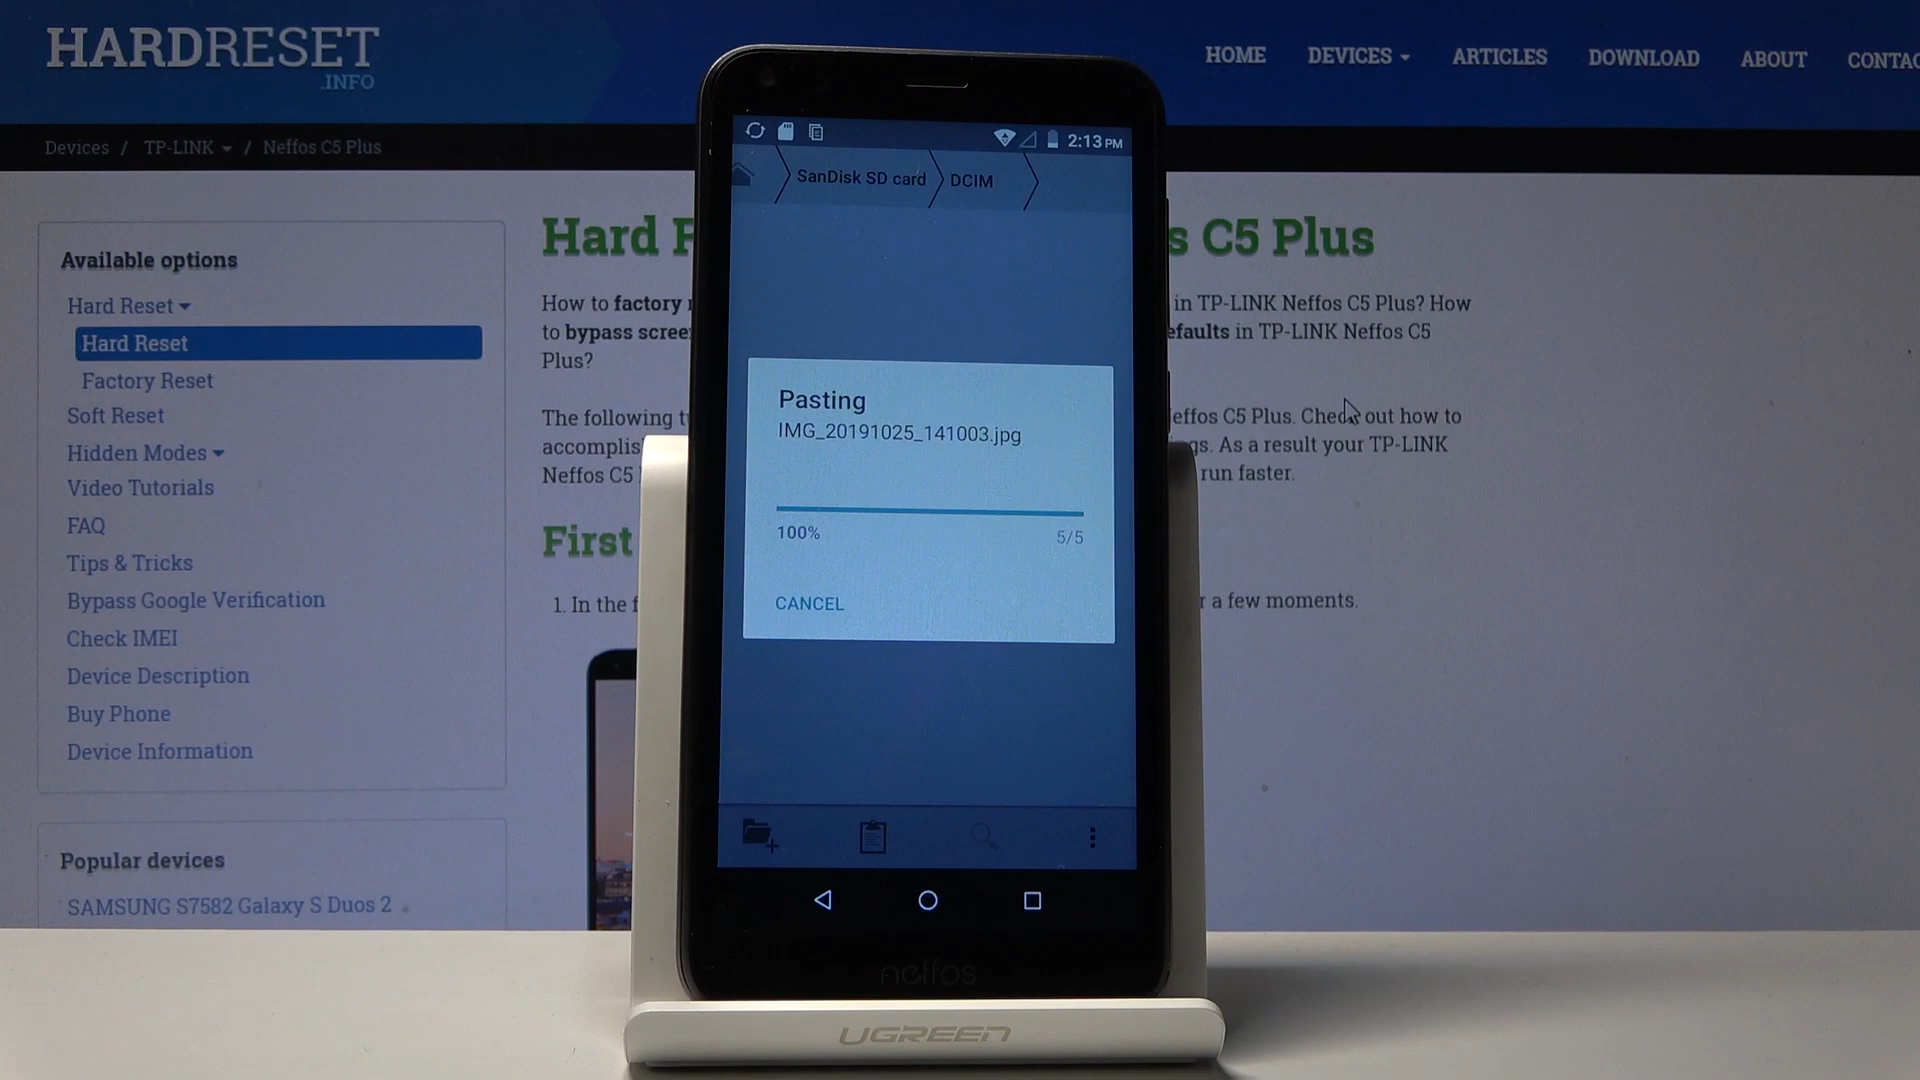 HARDRESET
.INFO
HOME DEVICES ARTICLES DOWNLOAD ABOUT CONTAC
Devices / TP-LINK / Neffos C5 Plus
Available options
Hard Reset
Hard Reset
Factory Reset
Soft Reset
Hidden Modes
Video Tutorials
FAQ
Tips & Tricks
Bypass Google Verification
Check IMEI
Device Description
Buy Phone
Device Information
Popular devices
SAMSUNG S7582 Galaxy S Duos 2
Hard R
s C5 Plus
How to factory r
in TP-LINK Neffos C5 Plus? How
to bypass scree
efaults in TP-LINK Neffos C5
Plus?
The following t
effos C5 Plus. Check out how to
accomplis
gs. As a result your TP-LINK
Neffos C5
run faster.
First
1. In the f
r a few moments.
2:13 PM
SanDisk SD card DCIM
Pasting
IMG_20191025_141003.jpg
100% 5/5
CANCEL
neffos
UGREEN